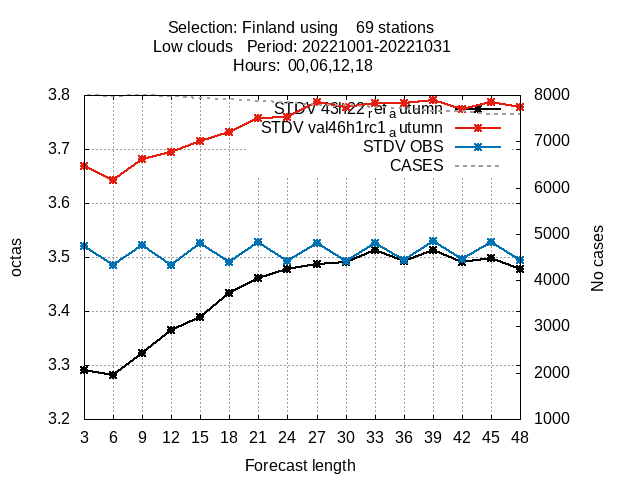 Selection: Finland using    69 stations
Low clouds   Period: 20221001-20221031
Hours:  00,06,12,18
3.8 8000
STDV 43h22ref autumn
STDV val46h1rc1 autumn
3.7 7000
STDV OBS
CASES
3.6 6000
3.5 5000
octas
No cases
4000
3.4
3000
3.3
2000
3.2 1000
3 6 9 12 15 18 21 24 27 30 33 36 39 42 45 48
Forecast length